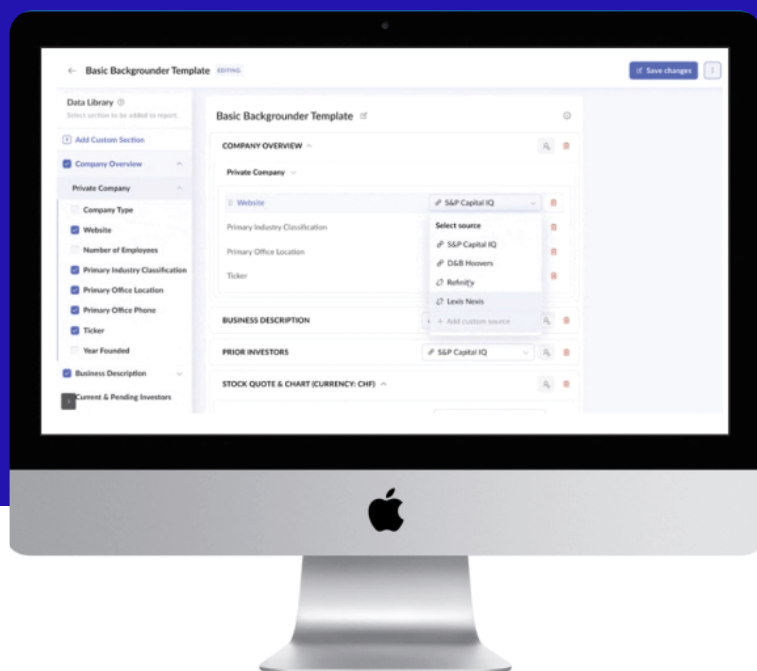 Basic Backgrounder Template EDITING
Save changes
Data Library
Select section to be added to report.
Add Custom Section
Company Overview
Private Company
Company Type
Website
Number of Employees
Primary Industry Classification
Primary Office Location
Primary Office Phone
Ticker
Year Founded
Business Description
Current & Pending Investors
Basic Backgrounder Template
COMPANY OVERVIEW
Private Company
Website S&P Capital IQ
Primary Industry Classification
Primary Office Location
Ticker
Select source
S&P Capital IQ
D&B Hoovers
Refinitiv
Lexis Nexis
+ Add custom source
BUSINESS DESCRIPTION
PRIOR INVESTORS S&P Capital IQ
STOCK QUOTE & CHART (CURRENCY: CHF)